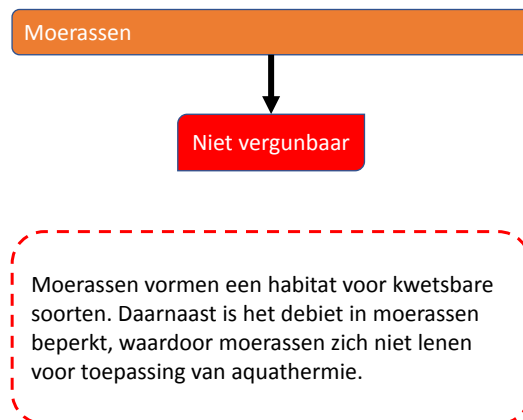 Moerassen
Niet vergunbaar
Moerassen vormen een habitat voor kwetsbare
soorten. Daarnaast is het debiet in moerassen
beperkt, waardoor moerassen zich niet lenen
voor toepassing van aquathermie.